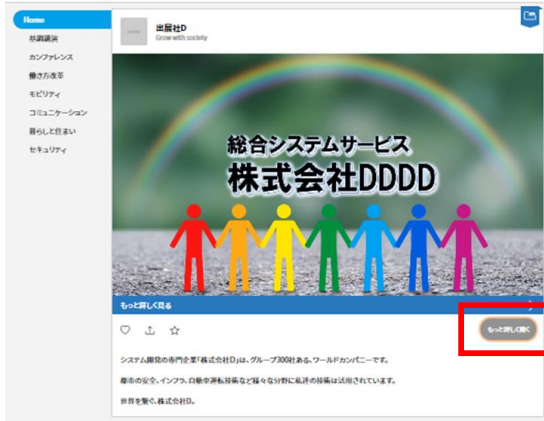 Home
基調講演
カンファレンス
働き方改革
モビリティ
コミュニケーション
暮らしと住まい
セキュリティ
出展社D
Grow with society
総合システムサービス
株式会社DDDD
もっと詳しく見る
もっと詳しく聞く
システム開発の専門企業「株式会社D」は、グループ300社ある、ワールドカンパニーです。
都市の安全、インフラ、自動車運転技術など様々な分野に私達の技術は活用されています。
世界を繋ぐ、株式会社D。